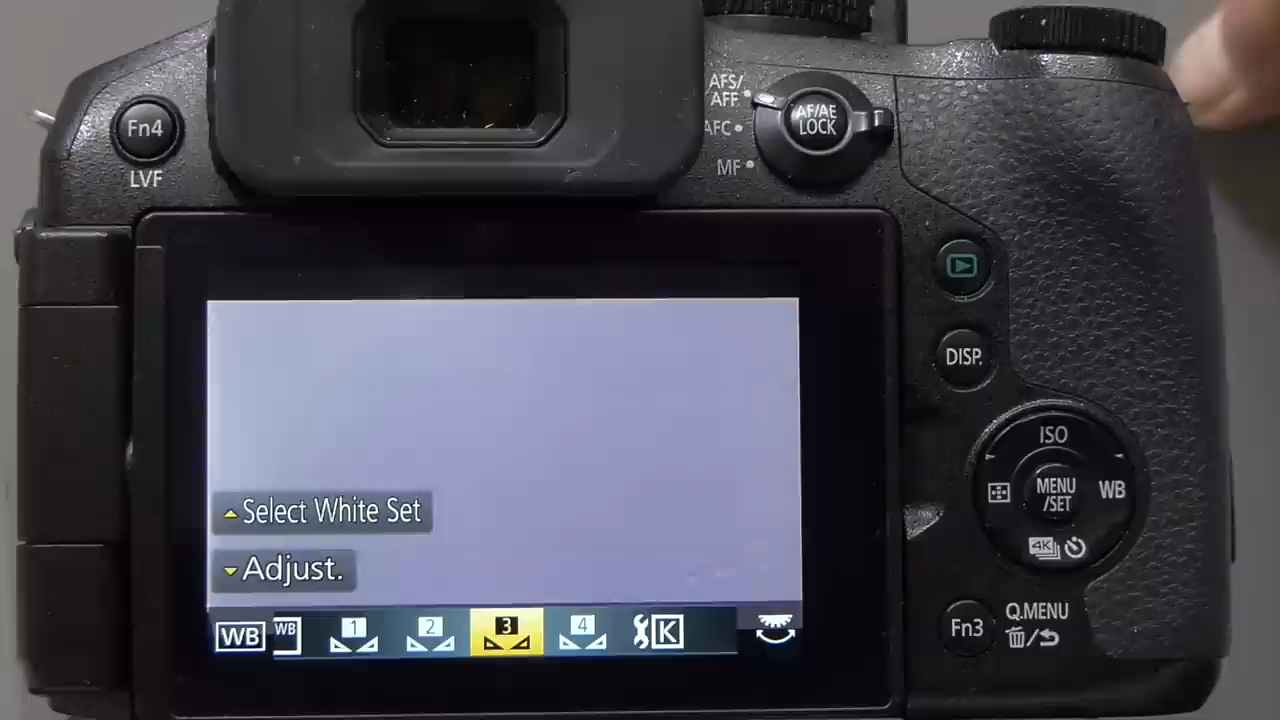 Fn4
LVF
AFS/
AFF
AFC
MF
AF/AE
LOCK
DISP.
ISO
MENU
/SET
WB
4K
Fn3
Q.MENU
Select White Set
Adjust.
WB
WB
1
2
3
4
K